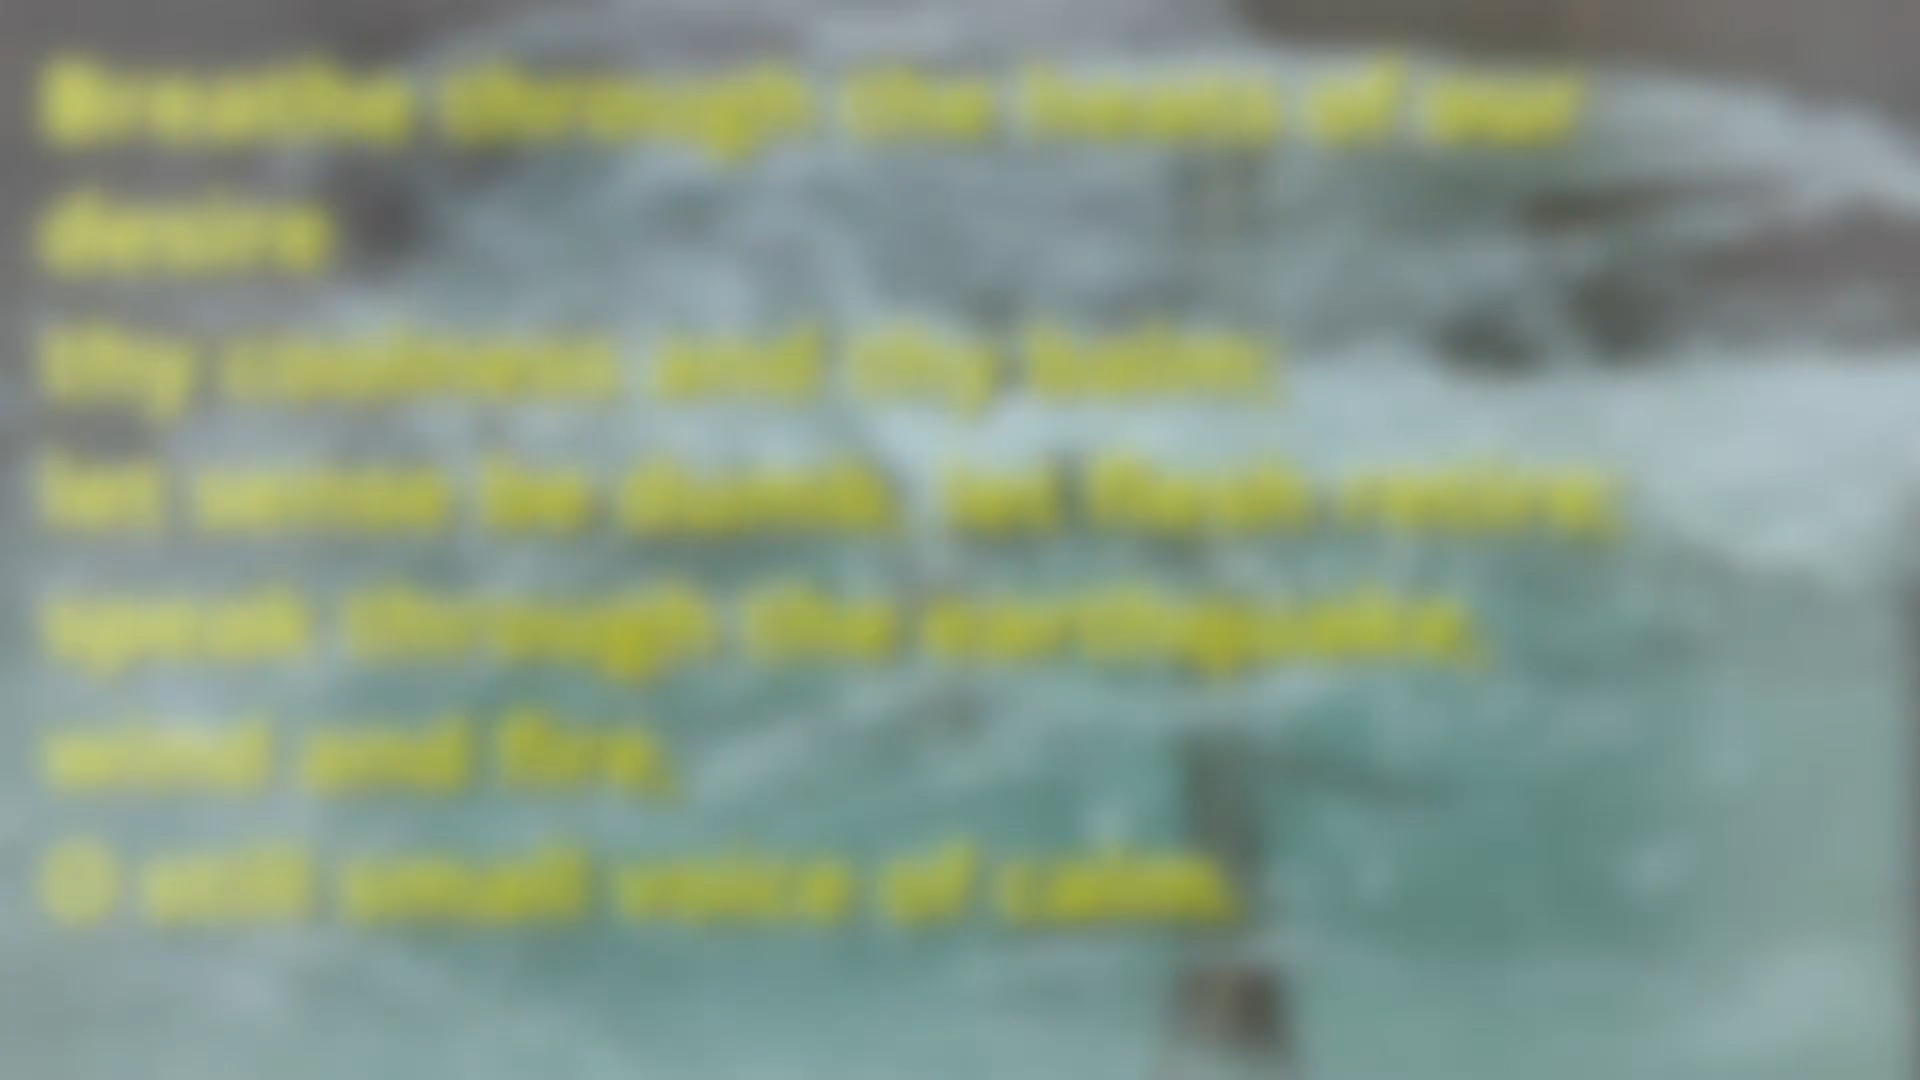 Breathe through the heats of our
desire
thy coolness and thy balm;
let sense be dumb, let flesh retire;
speak through the earthquake,
wind and fire,
O still small voice of calm.